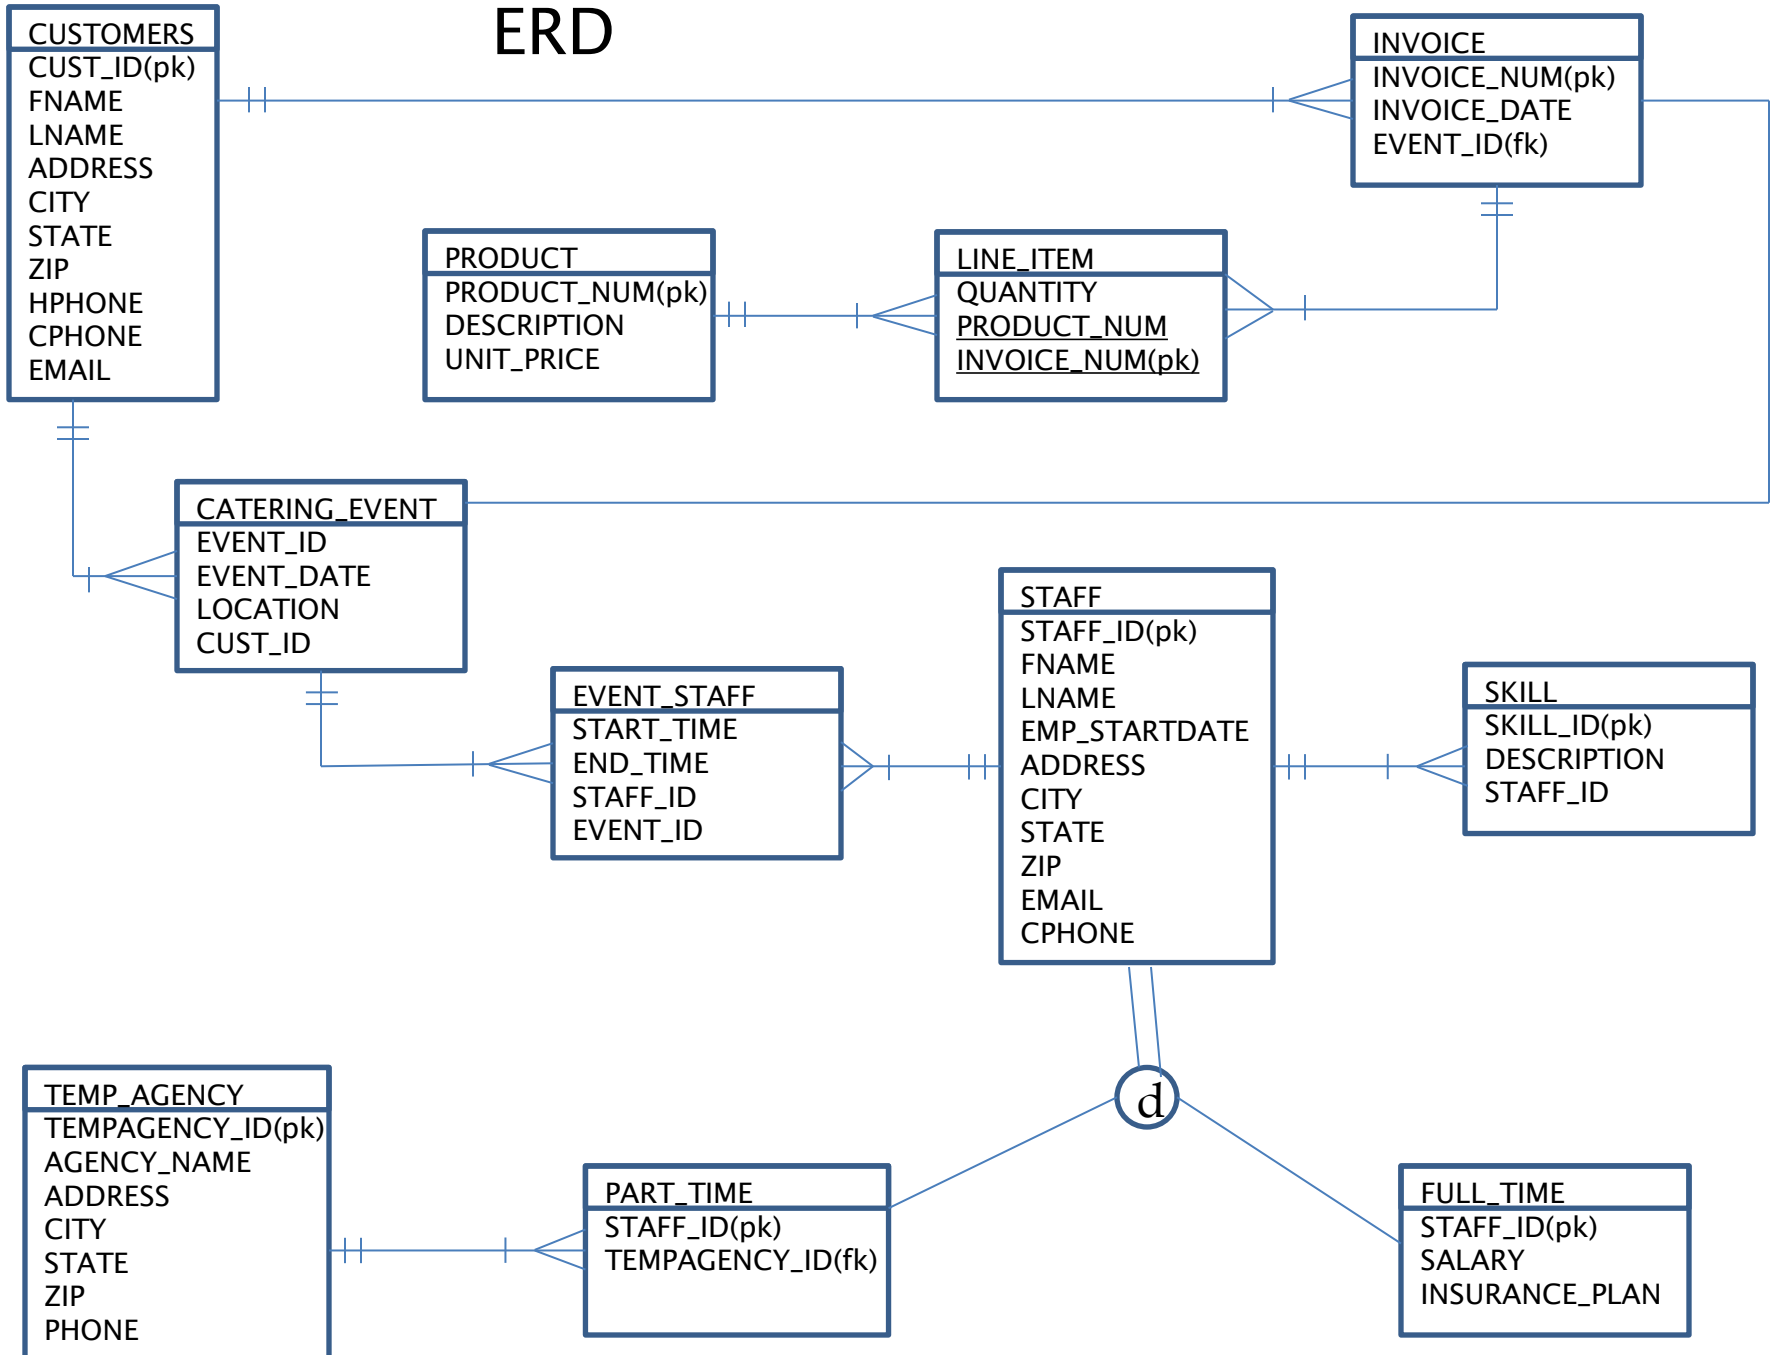 ERD
CUSTOMERS
CUST_ID(pk)
FNAME
LNAME
ADDRESS
CITY
STATE
ZIP
HPHONE
CPHONE
EMAIL
INVOICE
INVOICE_NUM(pk)
INVOICE_DATE
EVENT_ID(fk)
PRODUCT
PRODUCT_NUM(pk)
DESCRIPTION
UNIT_PRICE
LINE_ITEM
QUANTITY
PRODUCT_NUM
INVOICE_NUM(pk)
CATERING_EVENT
EVENT_ID
EVENT_DATE
LOCATION
CUST_ID
EVENT_STAFF
START_TIME
END_TIME
STAFF_ID
EVENT_ID
STAFF
STAFF_ID(pk)
FNAME
LNAME
EMP_STARTDATE
ADDRESS
CITY
STATE
ZIP
EMAIL
CPHONE
SKILL
SKILL_ID(pk)
DESCRIPTION
STAFF_ID
d
TEMP_AGENCY
TEMPAGENCY_ID(pk)
AGENCY_NAME
ADDRESS
CITY
STATE
ZIP
PHONE
PART_TIME
STAFF_ID(pk)
TEMPAGENCY_ID(fk)
FULL_TIME
STAFF_ID(pk)
SALARY
INSURANCE_PLAN